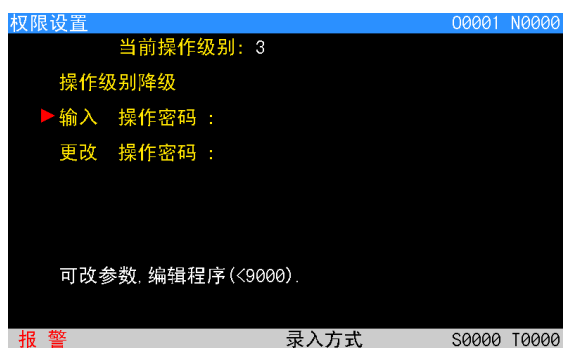 权限设置 O0001 N0000
当前操作级别: 3
操作级别降级
输入 操作密码 :
更改 操作密码 :
可改参数, 编辑程序(<9000).
报 警 录入方式 S0000 T0000